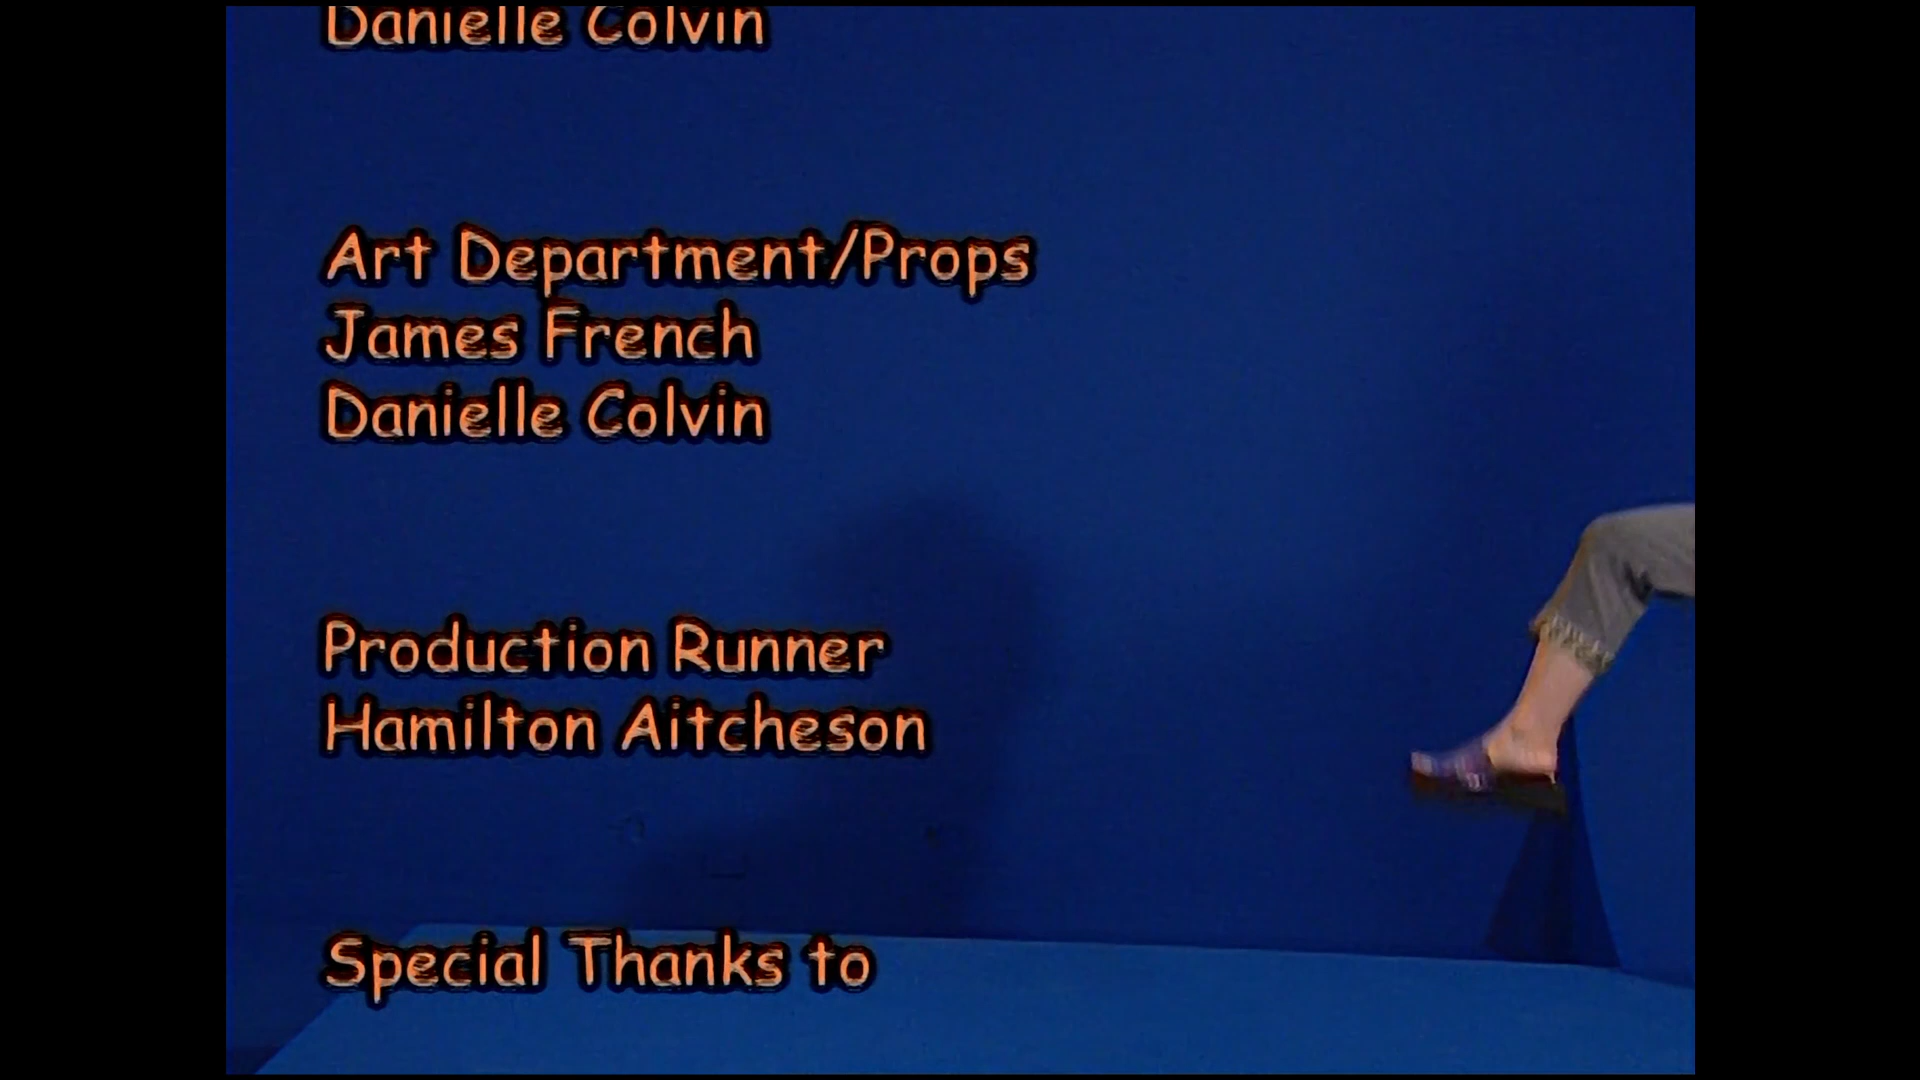 Danielle Colvin
Art Department/Props
James French
Danielle Colvin
Production Runner
Hamilton Aitcheson
Special Thanks to